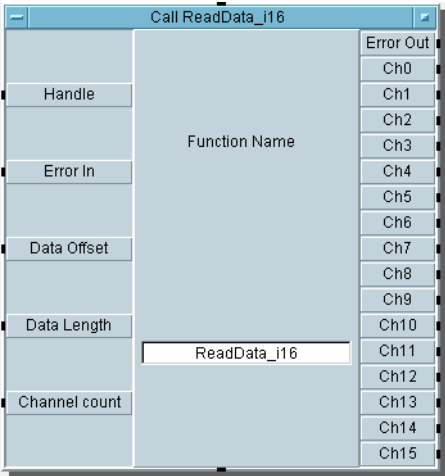 Call ReadData_i16
Handle
Error In
Data Offset
Data Length
Channel count
Function Name
ReadData_i16
Error Out
Ch0
Ch1
Ch2
Ch3
Ch4
Ch5
Ch6
Ch7
Ch8
Ch9
Ch10
Ch11
Ch12
Ch13
Ch14
Ch15